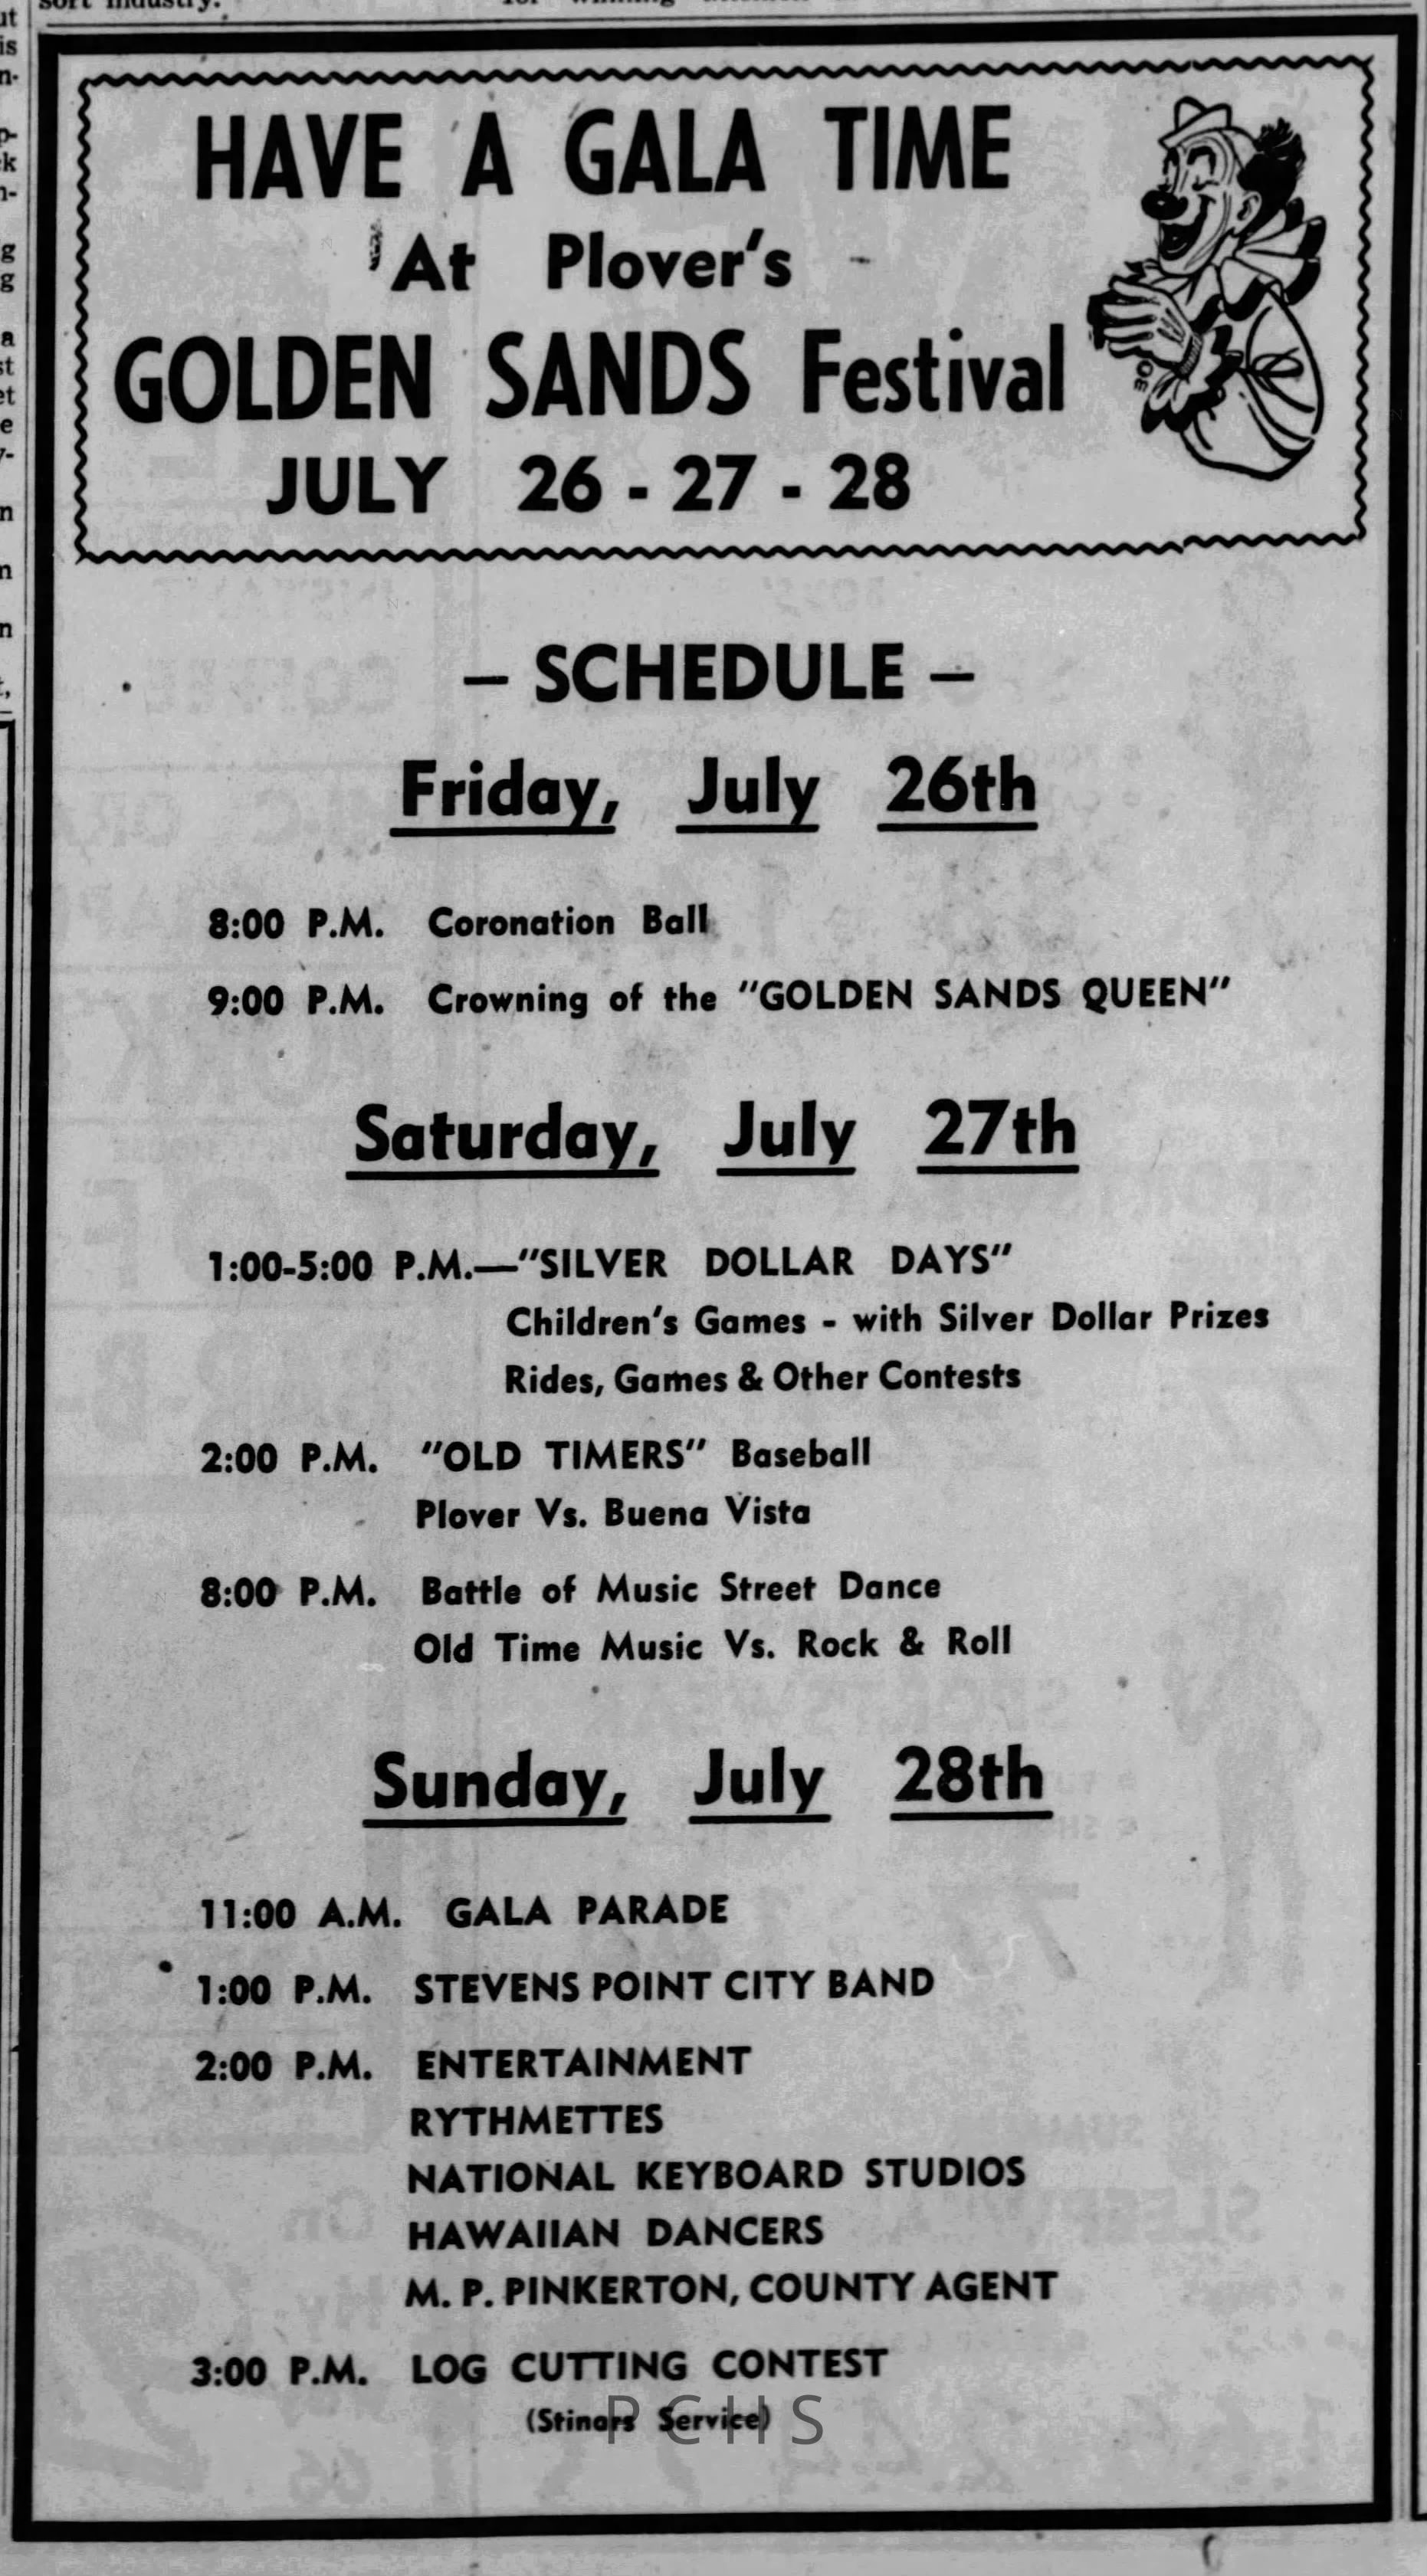 sort industry.
HAVE A GALA TIME
At Plover's
GOLDEN SANDS Festival
JULY 26 - 27 - 28
– SCHEDULE –
Friday, July 26th
8:00 P.M. Coronation Ball
9:00 P.M. Crowning of the "GOLDEN SANDS QUEEN"
Saturday, July 27th
1:00-5:00 P.M.—"SILVER DOLLAR DAYS"
Children's Games - with Silver Dollar Prizes
Rides, Games & Other Contests
2:00 P.M. "OLD TIMERS" Baseball
Plover Vs. Buena Vista
8:00 P.M. Battle of Music Street Dance
Old Time Music Vs. Rock & Roll
Sunday, July 28th
11:00 A.M. GALA PARADE
1:00 P.M. STEVENS POINT CITY BAND
2:00 P.M. ENTERTAINMENT
RYTHMETTES
NATIONAL KEYBOARD STUDIOS
HAWAIIAN DANCERS
M. P. PINKERTON, COUNTY AGENT
3:00 P.M. LOG CUTTING CONTEST
(Stinars Service)
PCHS